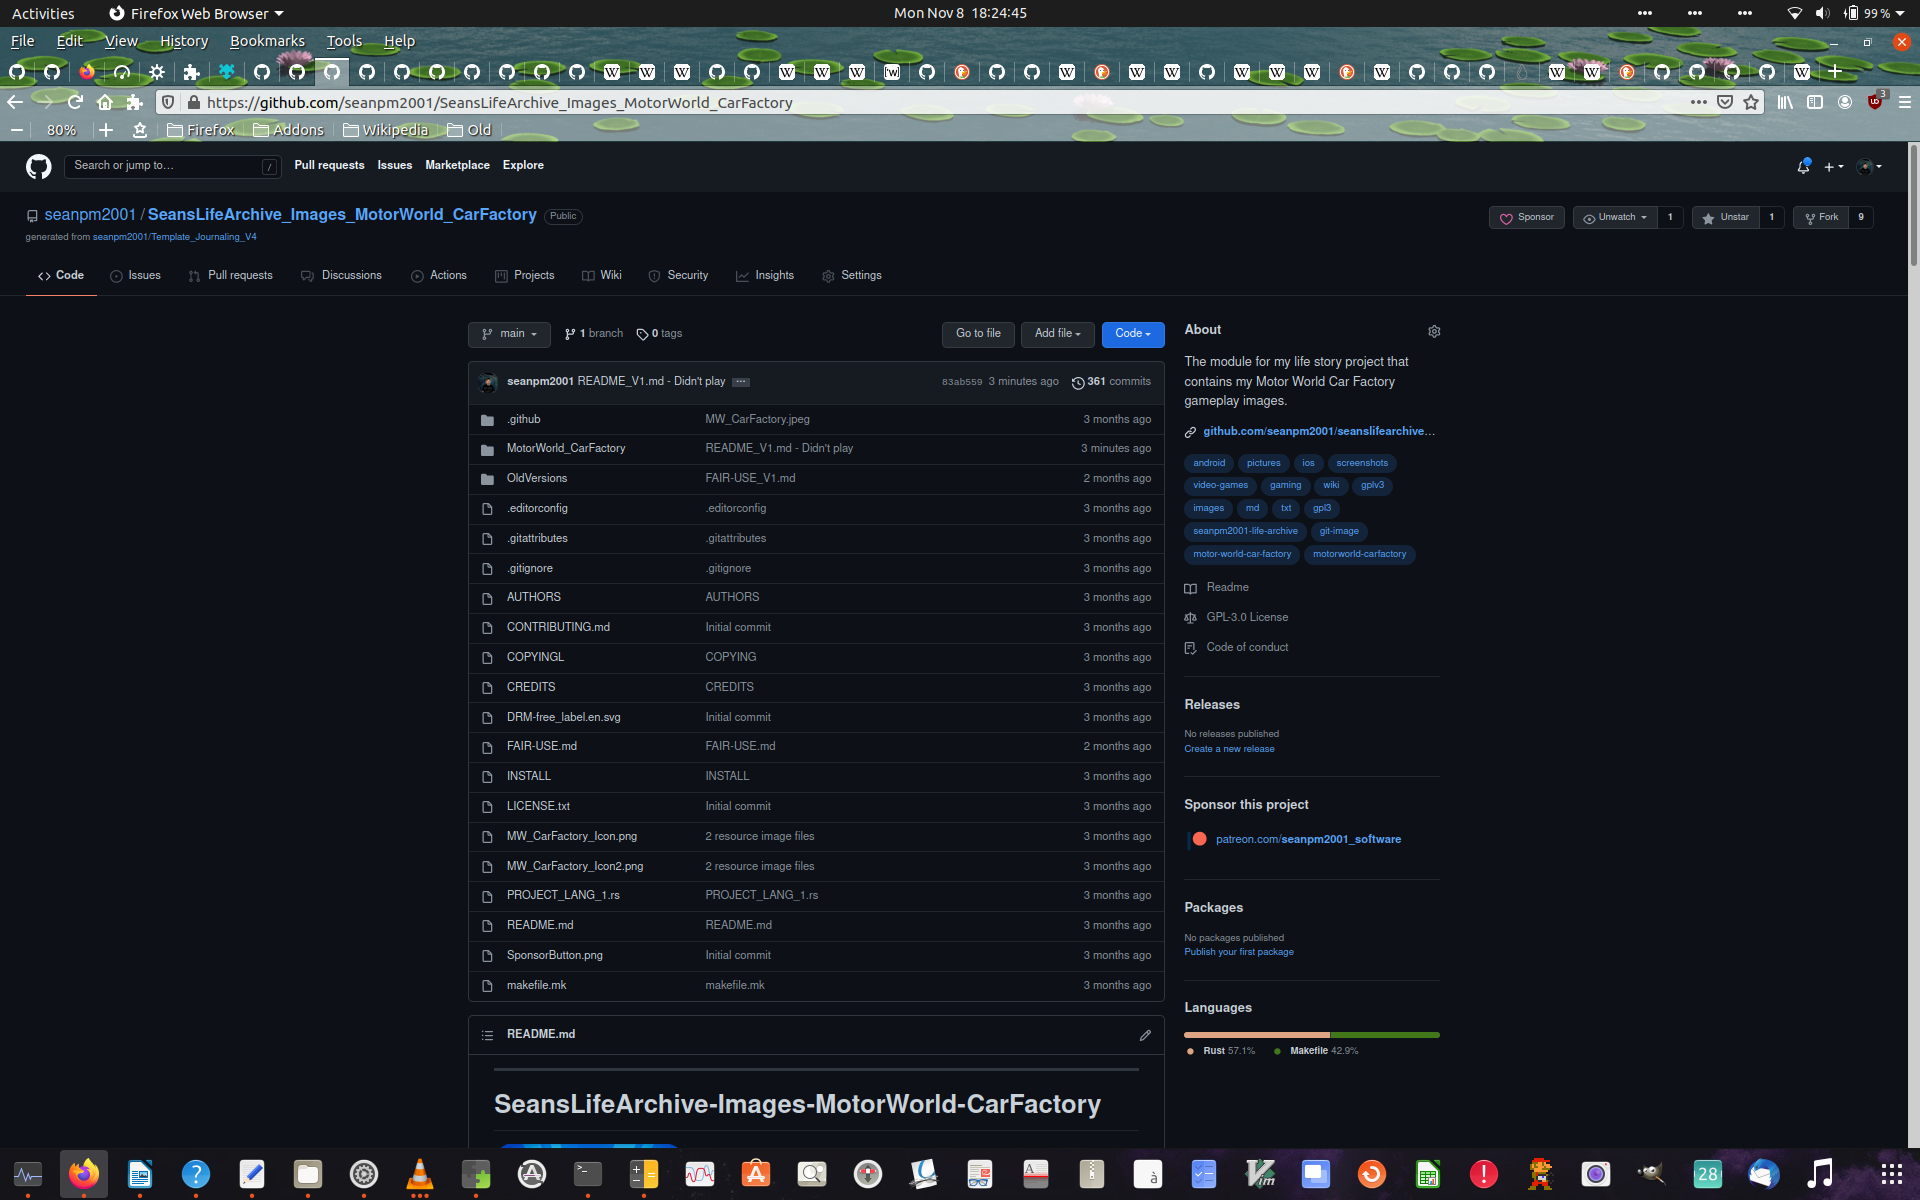 Activities
Firefox Web Browser
Mon Nov 8 18:24:45
99 %
File Edit View History Bookmarks Tools Help
https://github.com/seanpm2001/SeansLifeArchive_Images_MotorWorld_CarFactory
3
80%
Firefox Addons Wikipedia Old
Search or jump to… /
Pull requests Issues Marketplace Explore
seanpm2001 / SeansLifeArchive_Images_MotorWorld_CarFactory Public
Sponsor Unwatch 1 Unstar 1 Fork 9
generated from seanpm2001/Template_Journaling_V4
Code Issues Pull requests Discussions Actions Projects Wiki Security Insights Settings
main 1 branch 0 tags Go to file Add file Code
seanpm2001 README_V1.md - Didn't play ... 83ab559 3 minutes ago 361 commits
.github MW_CarFactory.jpeg 3 months ago
MotorWorld_CarFactory README_V1.md - Didn't play 3 minutes ago
OldVersions FAIR-USE_V1.md 2 months ago
.editorconfig .editorconfig 3 months ago
.gitattributes .gitattributes 3 months ago
.gitignore .gitignore 3 months ago
AUTHORS AUTHORS 3 months ago
CONTRIBUTING.md Initial commit 3 months ago
COPYINGL COPYING 3 months ago
CREDITS CREDITS 3 months ago
DRM-free_label.en.svg Initial commit 3 months ago
FAIR-USE.md FAIR-USE.md 2 months ago
INSTALL INSTALL 3 months ago
LICENSE.txt Initial commit 3 months ago
MW_CarFactory_Icon.png 2 resource image files 3 months ago
MW_CarFactory_Icon2.png 2 resource image files 3 months ago
PROJECT_LANG_1.rs PROJECT_LANG_1.rs 3 months ago
README.md README.md 3 months ago
SponsorButton.png Initial commit 3 months ago
makefile.mk makefile.mk 3 months ago
README.md
SeansLifeArchive-Images-MotorWorld-CarFactory
About
The module for my life story project that
contains my Motor World Car Factory
gameplay images.
github.com/seanpm2001/seanslifearchive…
android pictures ios screenshots
video-games gaming wiki gplv3
images md txt gpl3
seanpm2001-life-archive git-image
motor-world-car-factory motorworld-carfactory
Readme
GPL-3.0 License
Code of conduct
Releases
No releases published
Create a new release
Sponsor this project
patreon.com/seanpm2001_software
Packages
No packages published
Publish your first package
Languages
Rust 57.1% Makefile 42.9%
28